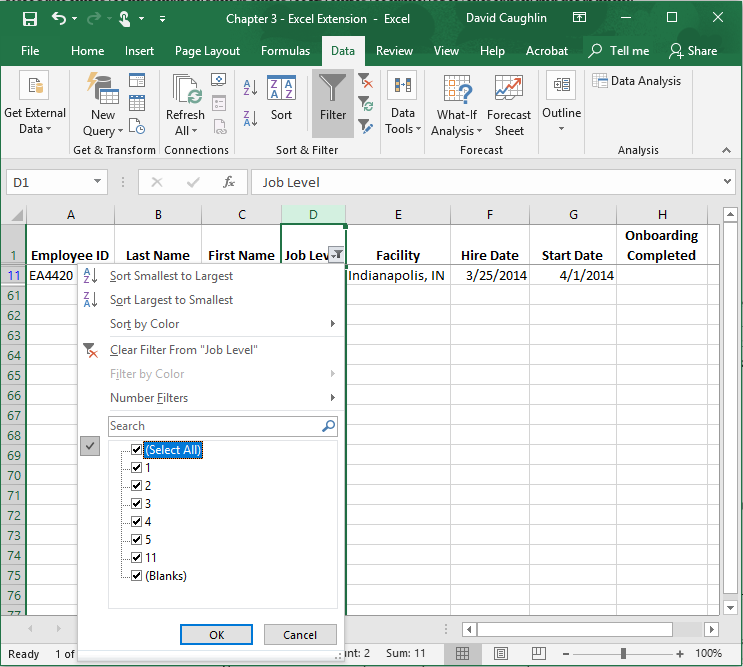 Chapter 3 - Excel Extension - Excel
David Caughlin
File Home Insert Page Layout Formulas Data Review View Help Acrobat Tell me Share
Get External
Data
New
Query
Refresh
All
Sort
Filter
Data
Tools
What-If
Analysis
Forecast
Sheet
Outline
Data Analysis
Get & Transform Connections Sort & Filter Forecast Analysis
D1 fx Job Level
A B C D E F G H
1 Employee ID Last Name First Name Job Lev Facility Hire Date Start Date Onboarding
Completed
11 EA4420 Indianapolis, IN 3/25/2014 4/1/2014
61
62
63
64
65
66
67
68
69
70
71
72
73
74
75
76
77
Sort Smallest to Largest
Sort Largest to Smallest
Sort by Color
Clear Filter From "Job Level"
Filter by Color
Number Filters
Search
(Select All)
1
2
3
4
5
11
(Blanks)
OK Cancel
Ready 1 of unt: 2 Sum: 11 100%